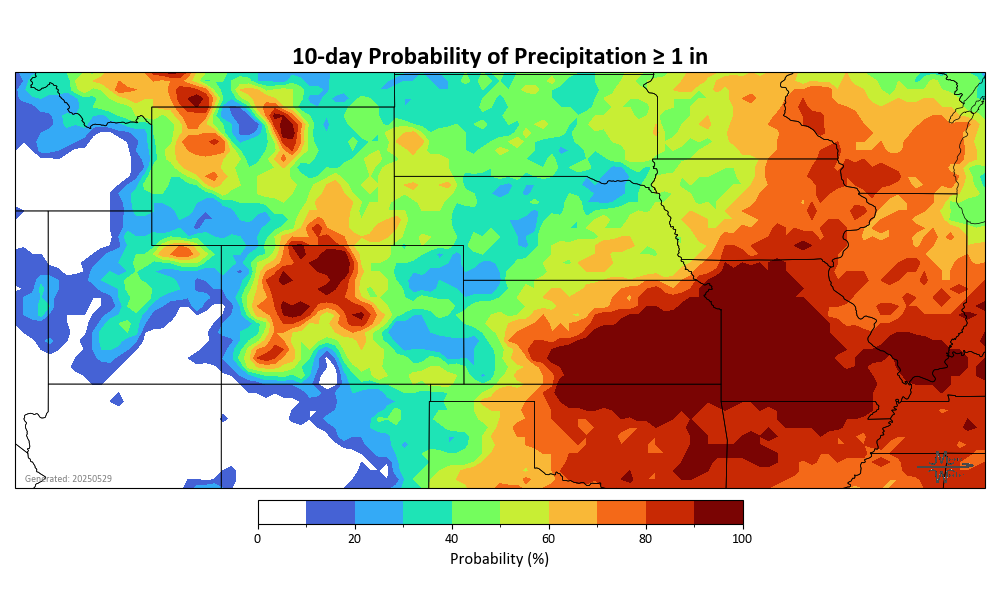 10-day Probability of Precipitation ≥ 1 in
Generated: 20250529
0 20 40 60 80 100
Probability (%)